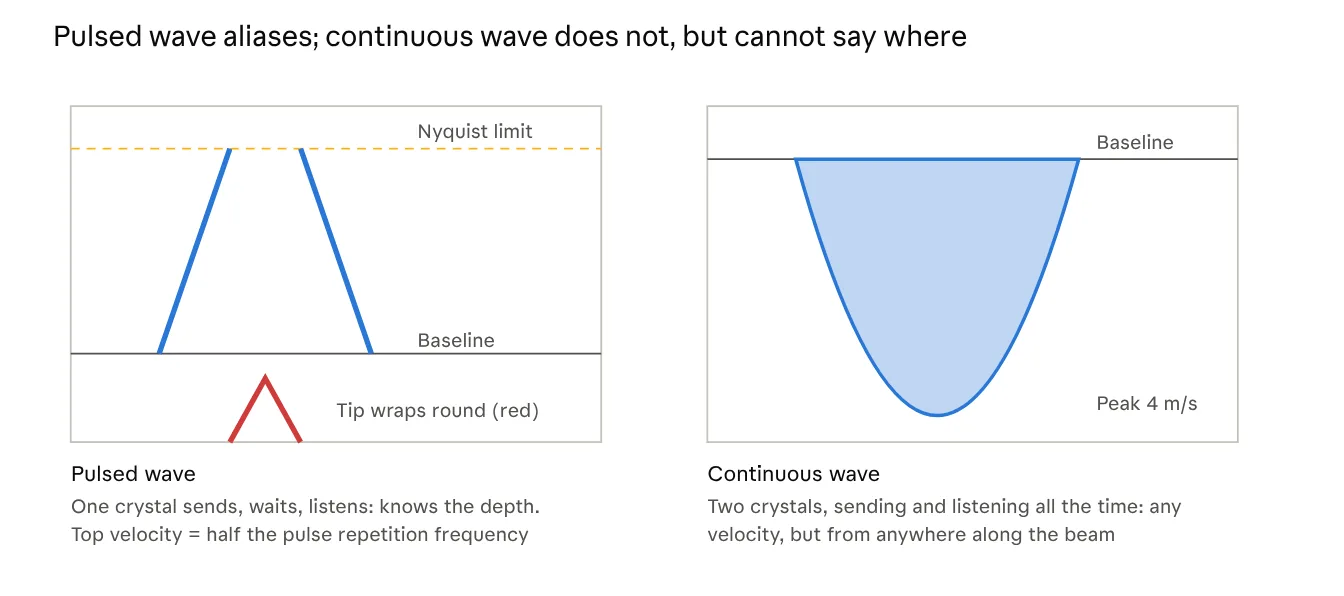 Pulsed wave aliases; continuous wave does not, but cannot say where
Nyquist limit
Baseline
Tip wraps round (red)
Pulsed wave
One crystal sends, waits, listens: knows the depth.
Top velocity = half the pulse repetition frequency
Baseline
Peak 4 m/s
Continuous wave
Two crystals, sending and listening all the time: any
velocity, but from anywhere along the beam